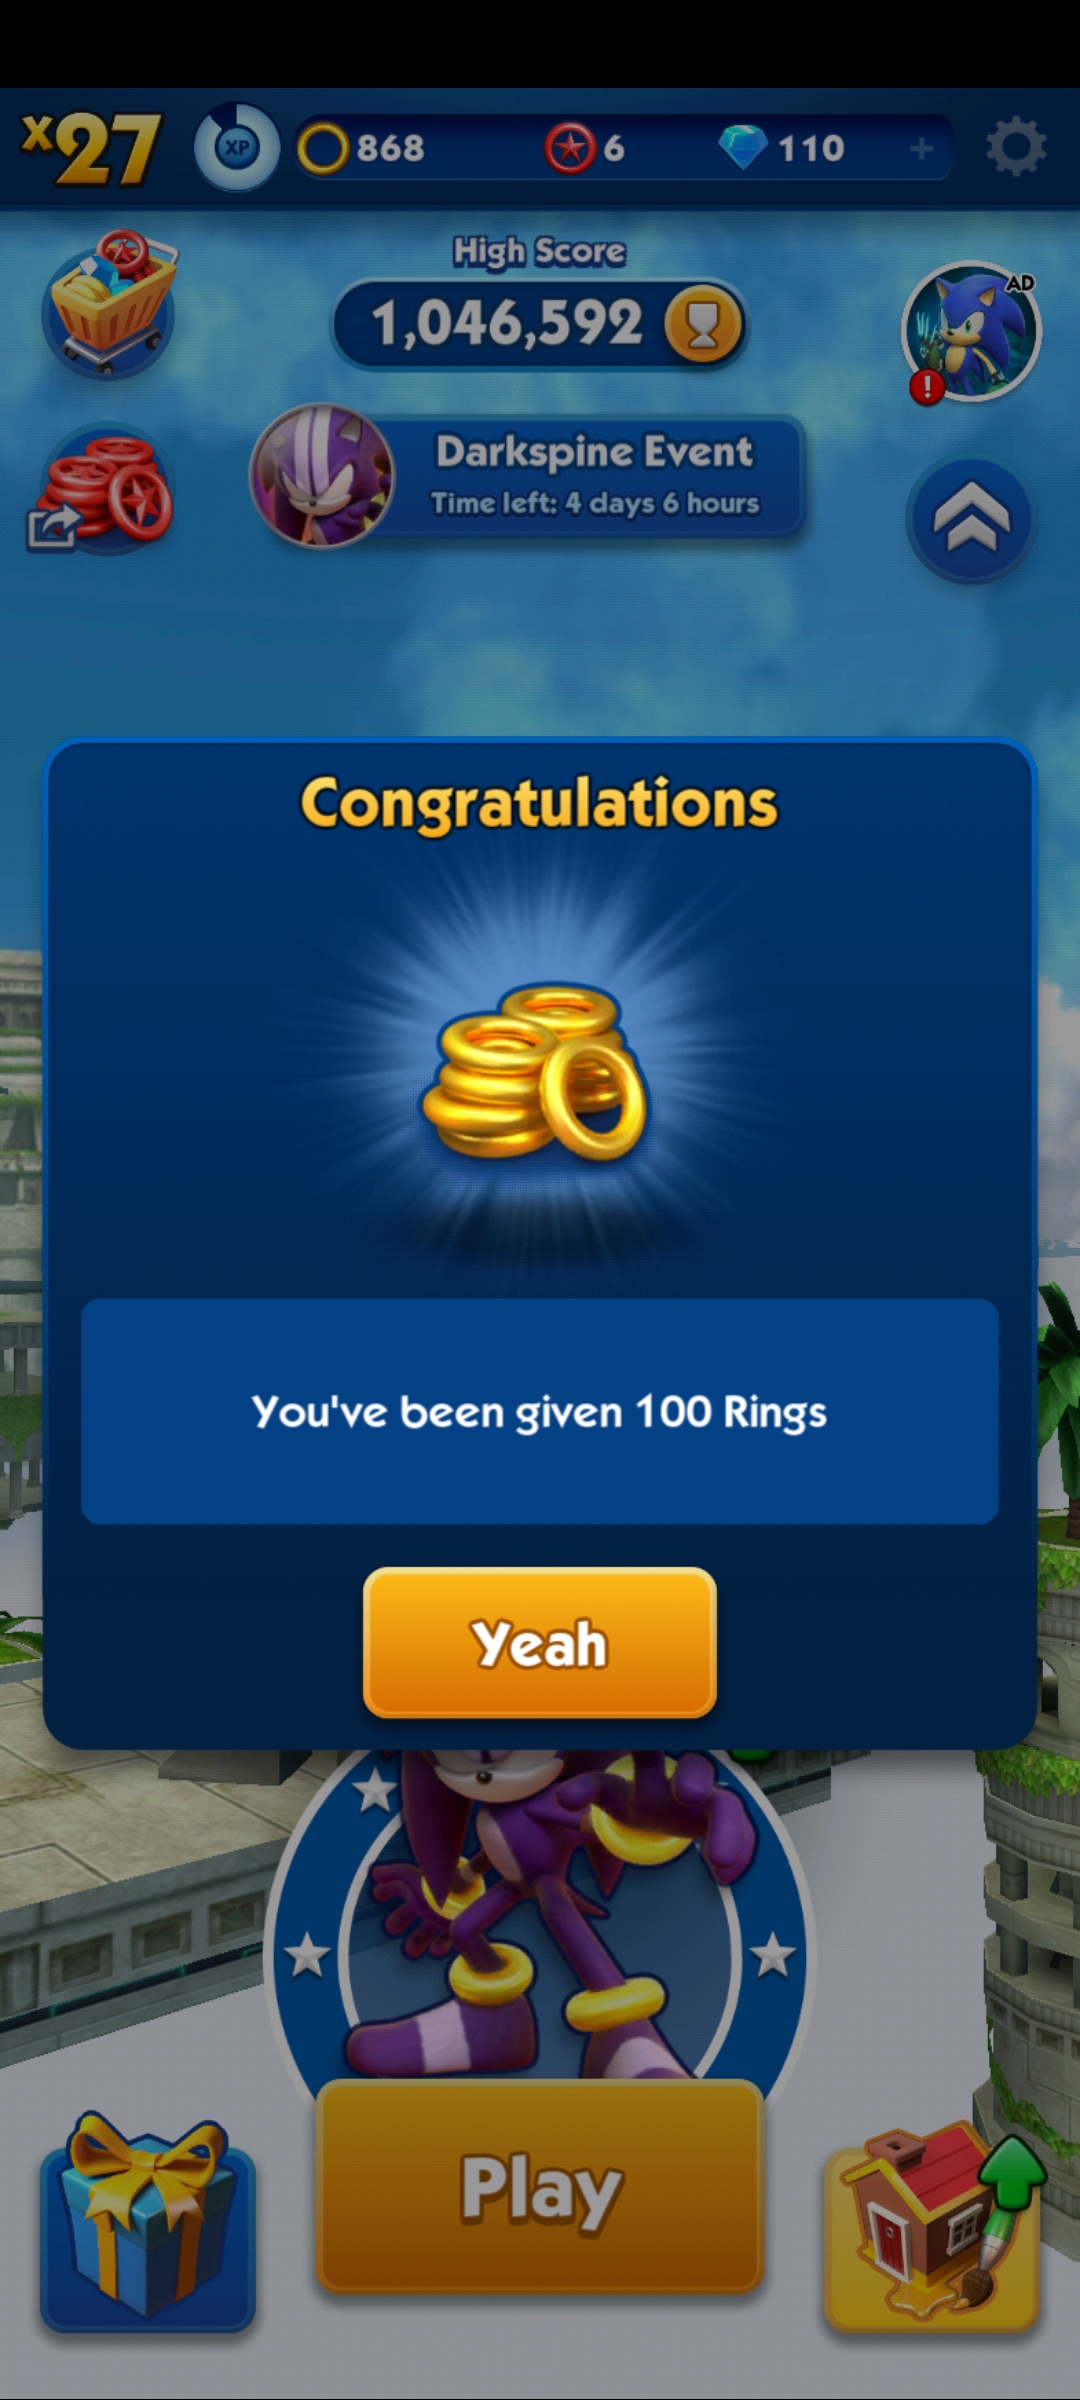 x27
XP
868
6
110
+
High Score
1,046,592
AD
!
Darkspine Event
Time left: 4 days 6 hours
Congratulations
You've been given 100 Rings
Yeah
Play